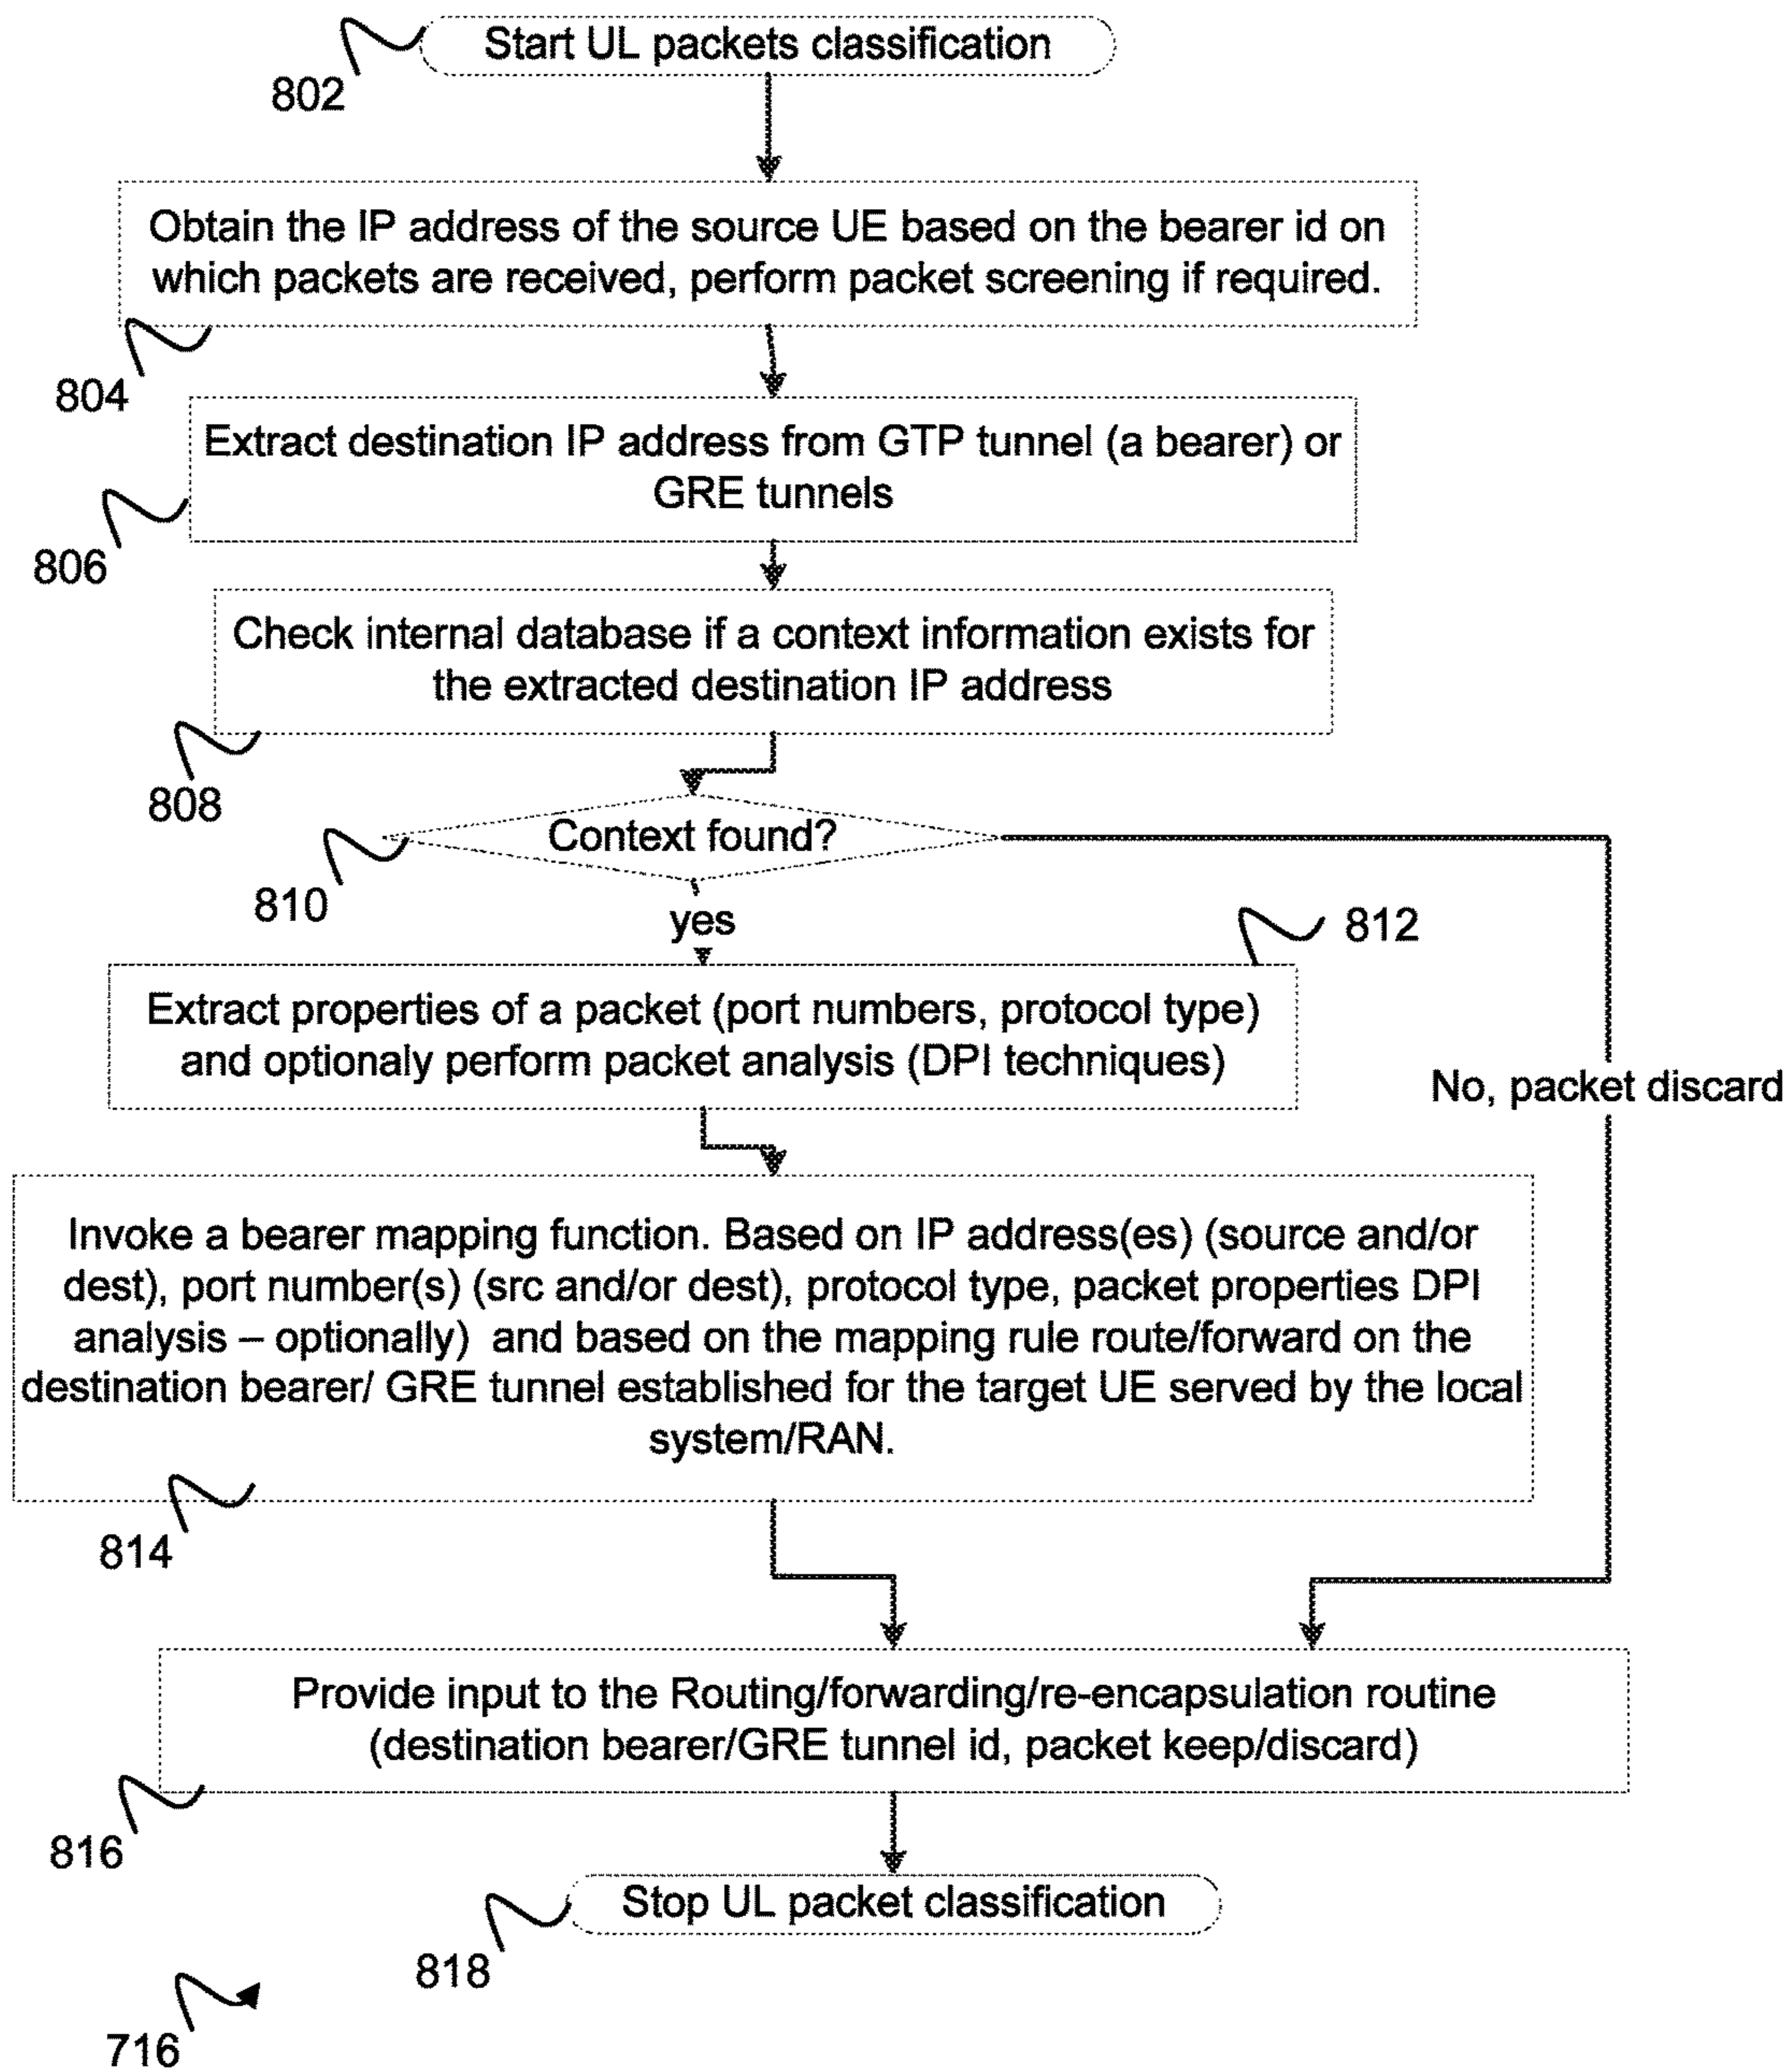 Start UL packets classification
802
Obtain the IP address of the source UE based on the bearer id on
which packets are received, perform packet screening if required.
804
Extract destination IP address from GTP tunnel (a bearer) or
GRE tunnels
806
Check internal database if a context information exists for
the extracted destination IP address
808
Context found?
810
yes
812
Extract properties of a packet (port numbers, protocol type)
and optionaly perform packet analysis (DPI techniques)
No, packet discard
Invoke a bearer mapping function. Based on IP address(es) (source and/or
dest), port number(s) (src and/or dest), protocol type, packet properties DPI
analysis – optionally)  and based on the mapping rule route/forward on the
destination bearer/ GRE tunnel established for the target UE served by the local
system/RAN.
814
Provide input to the Routing/forwarding/re-encapsulation routine
(destination bearer/GRE tunnel id, packet keep/discard)
816
Stop UL packet classification
818
716